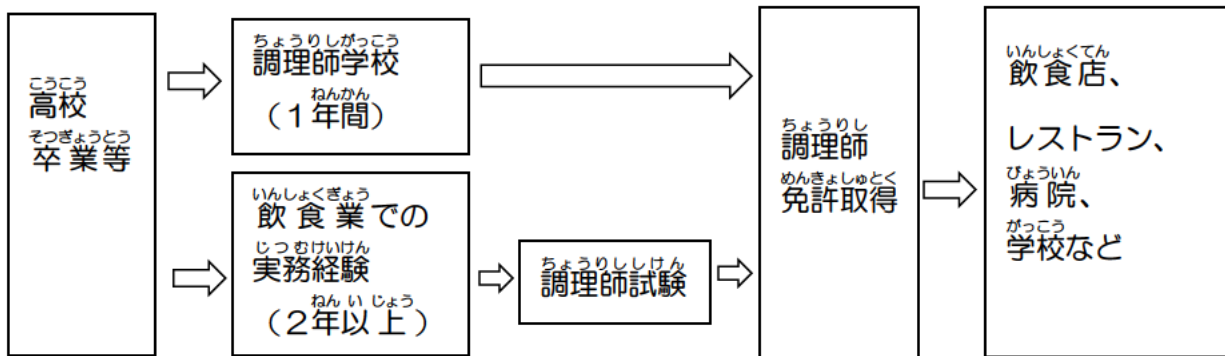 こうこう
高校
そつぎょうとう
卒業等
ちょうりしがっこう
調理師学校
ねんかん
（１年間）
いんしょくぎょう
飲食業での
じつむけいけん
実務経験
ねんいじょう
（２年以上）
ちょうりししけん
調理師試験
ちょうりし
調理師
めんきょしゅとく
免許取得
いんしょくてん
飲食店、
レストラン、
びょういん
病院、
がっこう
学校など